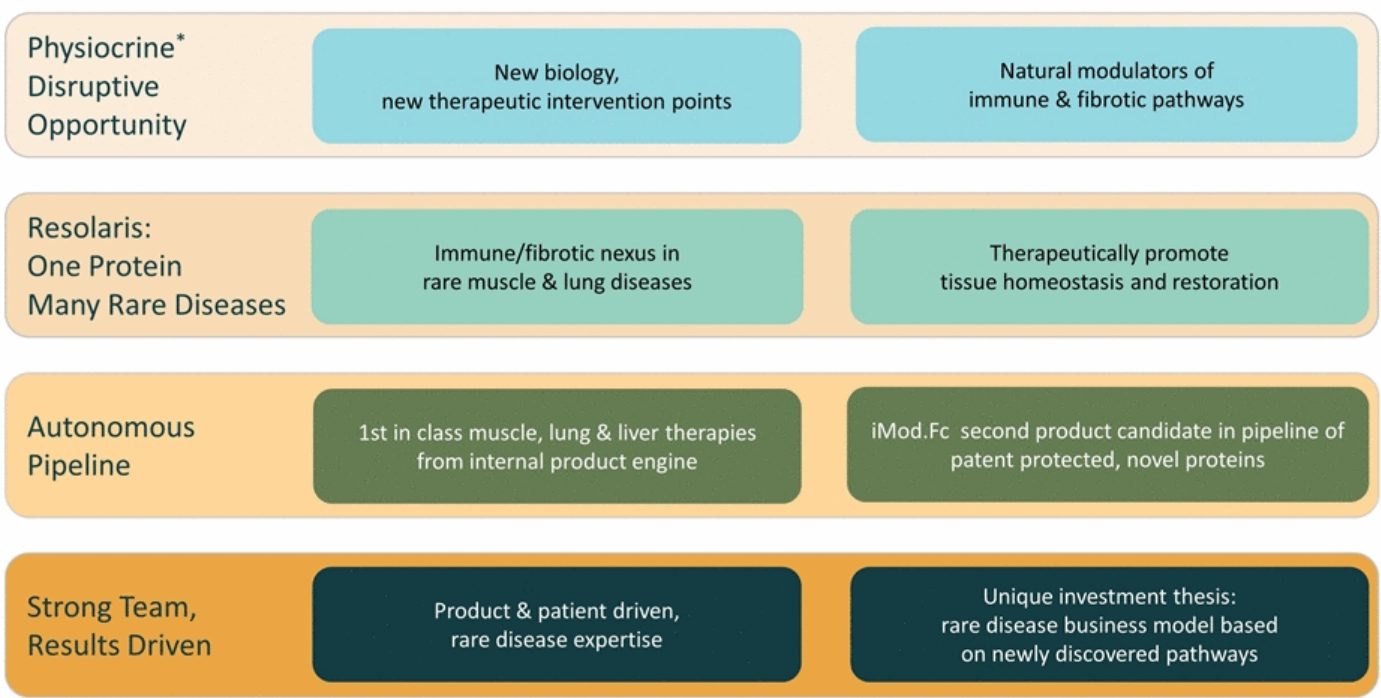 Physiocrine*
Disruptive
Opportunity
New biology,
new therapeutic intervention points
Natural modulators of
immune & fibrotic pathways
Resolaris:
One Protein
Many Rare Diseases
Immune/fibrotic nexus in
rare muscle & lung diseases
Therapeutically promote
tissue homeostasis and restoration
Autonomous
Pipeline
1st in class muscle, lung & liver therapies
from internal product engine
iMod.Fc second product candidate in pipeline of
patent protected, novel proteins
Strong Team,
Results Driven
Product & patient driven,
rare disease expertise
Unique investment thesis:
rare disease business model based
on newly discovered pathways